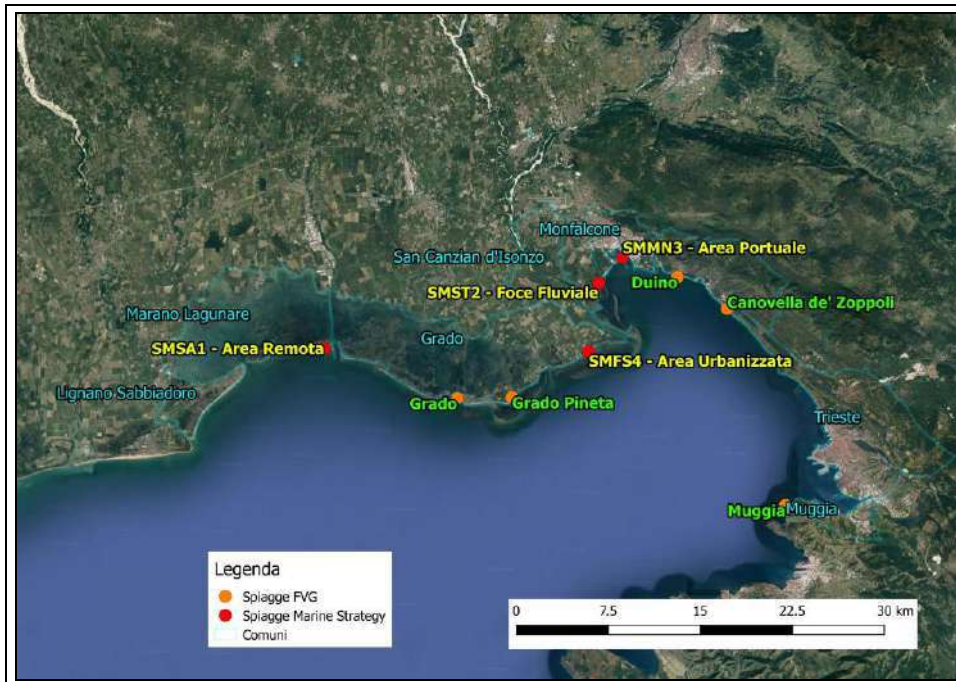 Monfalcone
SMMN3 - Area Portuale
San Canzian d'Isonzo
Duino
SMST2 - Foce Fluviale
Canovella de' Zoppoli
Marano Lagunare
Grado
SMSA1 - Area Remota
SMFS4 - Area Urbanizzata
Lignano Sabbiadoro
Grado
Grado Pineta
Trieste
Muggia
Muggia
Legenda
Spiagge FVG
Spiagge Marine Strategy
Comuni
0 7.5 15 22.5 30 km